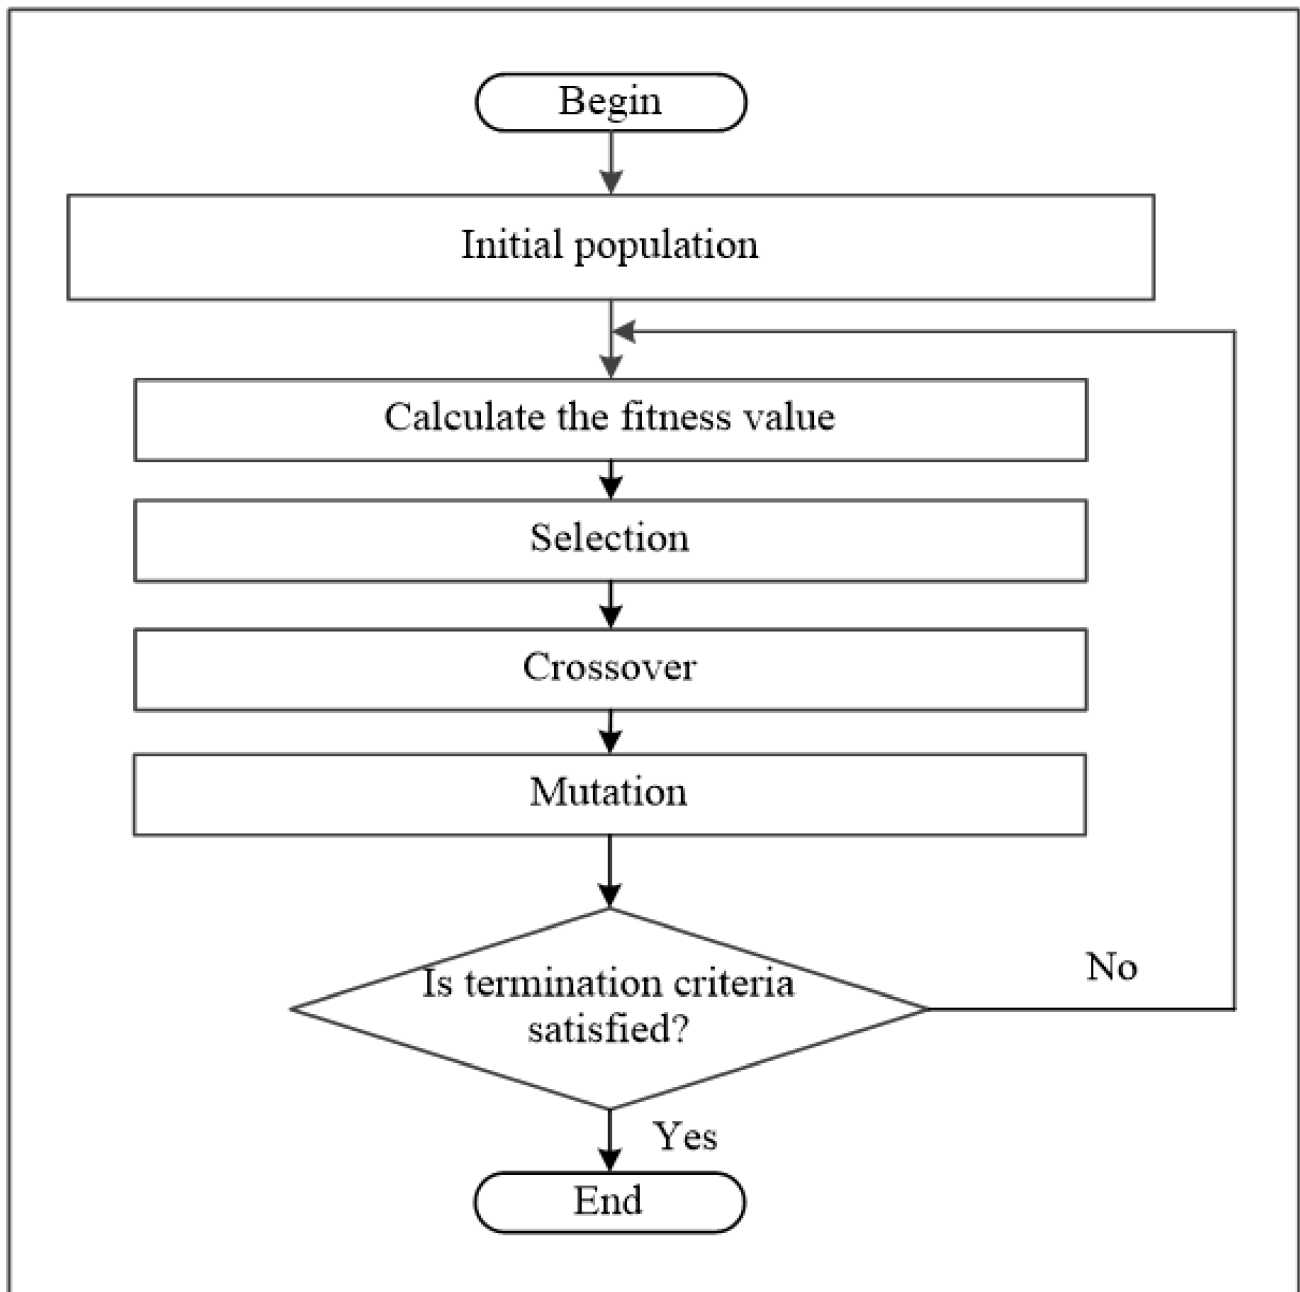 Begin
Initial population
Calculate the fitness value
Selection
Crossover
Mutation
Is termination criteria
satisfied?
No
Yes
End